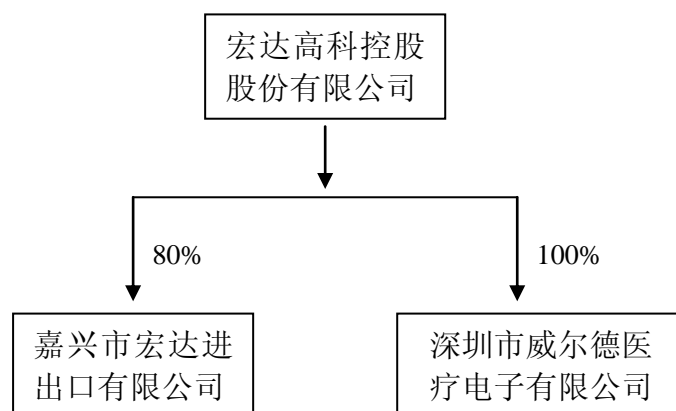 宏达高科控股
股份有限公司
80%
100%
嘉兴市宏达进
出口有限公司
深圳市威尔德医
疗电子有限公司